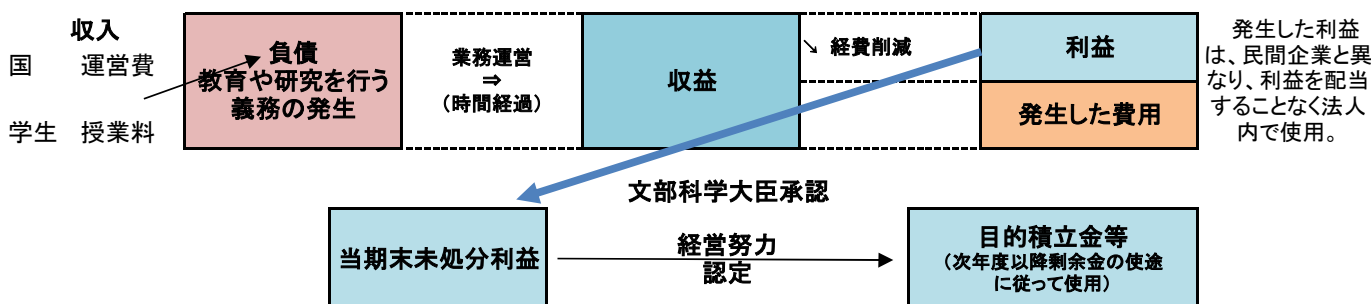 収入
国　運営費
学生　授業料
負債
教育や研究を行う
義務の発生
業務運営
⇒
（時間経過）
収益
↘ 経費削減
利益
発生した費用
発生した利益
は、民間企業と異
なり、利益を配当
することなく法人
内で使用。
文部科学大臣承認
当期末未処分利益
経営努力
認定
目的積立金等
（次年度以降剰余金の使途
に従って使用）